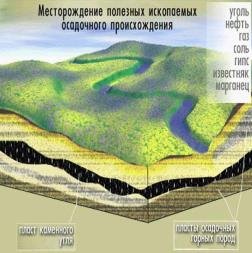 Месторождение полезных ископаемых
осадочного происхождения
уголь
нефть
газ
соль
гипс
известняк
марганец
пласт каменного
угля
пласты осадочных
горных пород